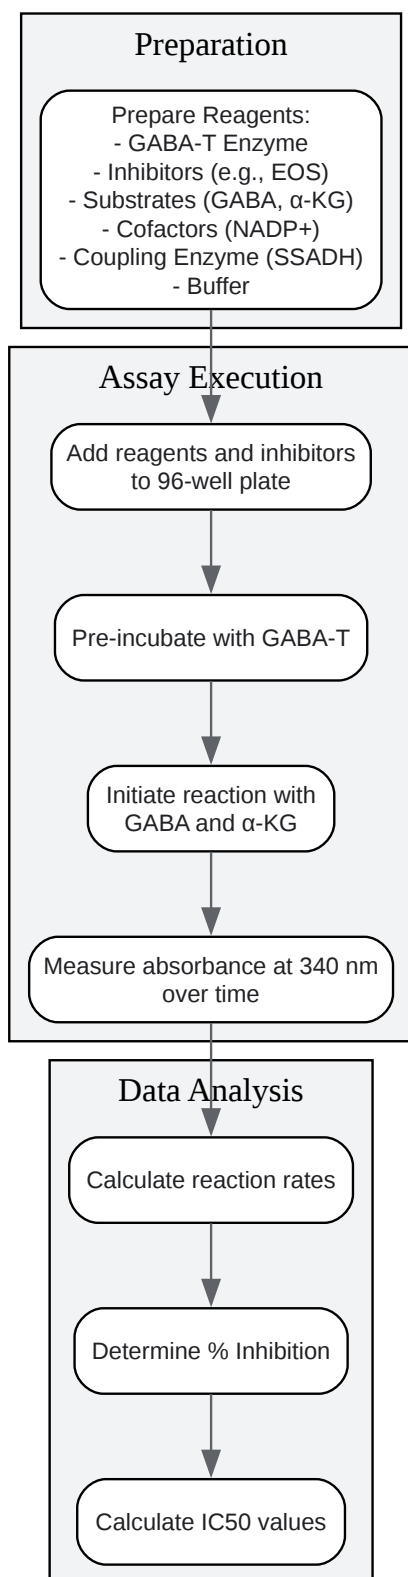 Preparation
Prepare Reagents:
- GABA-T Enzyme
- Inhibitors (e.g., EOS)
- Substrates (GABA, α-KG)
- Cofactors (NADP+)
- Coupling Enzyme (SSADH)
- Buffer
Assay Execution
Add reagents and inhibitors
to 96-well plate
Pre-incubate with GABA-T
Initiate reaction with
GABA and α-KG
Measure absorbance at 340 nm
over time
Data Analysis
Calculate reaction rates
Determine % Inhibition
Calculate IC50 values